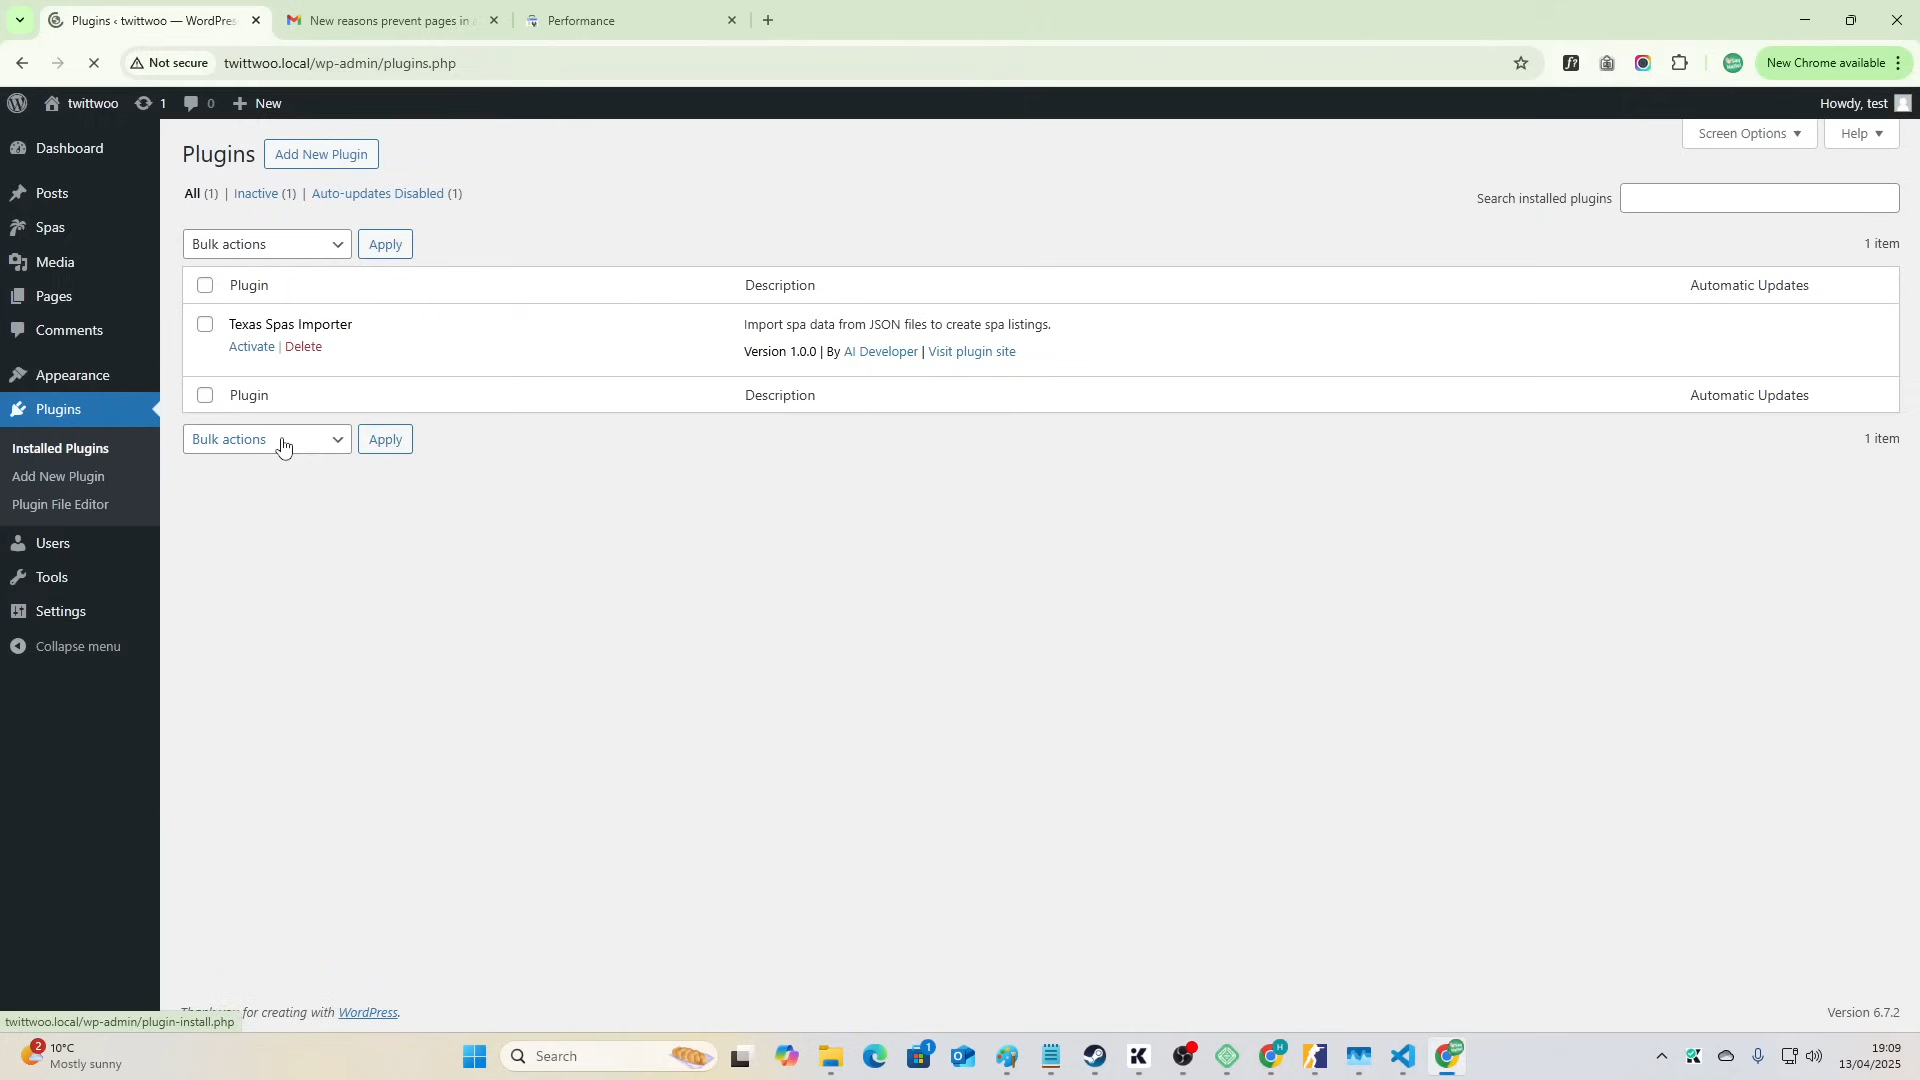 Plugins ‹ twittwoo — WordPres
New reasons prevent pages in a
Performance
Not secure
twittwoo.local/wp-admin/plugins.php
New Chrome available
twittwoo
1
0
New
Howdy, test
Dashboard
Posts
Spas
Media
Pages
Comments
Appearance
Plugins
Installed Plugins
Add New Plugin
Plugin File Editor
Users
Tools
Settings
Collapse menu
Plugins
Add New Plugin
Screen Options
Help
All (1) | Inactive (1) | Auto-updates Disabled (1)
Search installed plugins
Bulk actions
Apply
1 item
Plugin
Description
Automatic Updates
Texas Spas Importer
Import spa data from JSON files to create spa listings.
Activate | Delete
Version 1.0.0 | By AI Developer | Visit plugin site
Plugin
Description
Automatic Updates
Bulk actions
Apply
1 item
Thank you for creating with WordPress.
Version 6.7.2
twittwoo.local/wp-admin/plugin-install.php
2
10°C
Mostly sunny
Search
1
H
19:09
13/04/2025